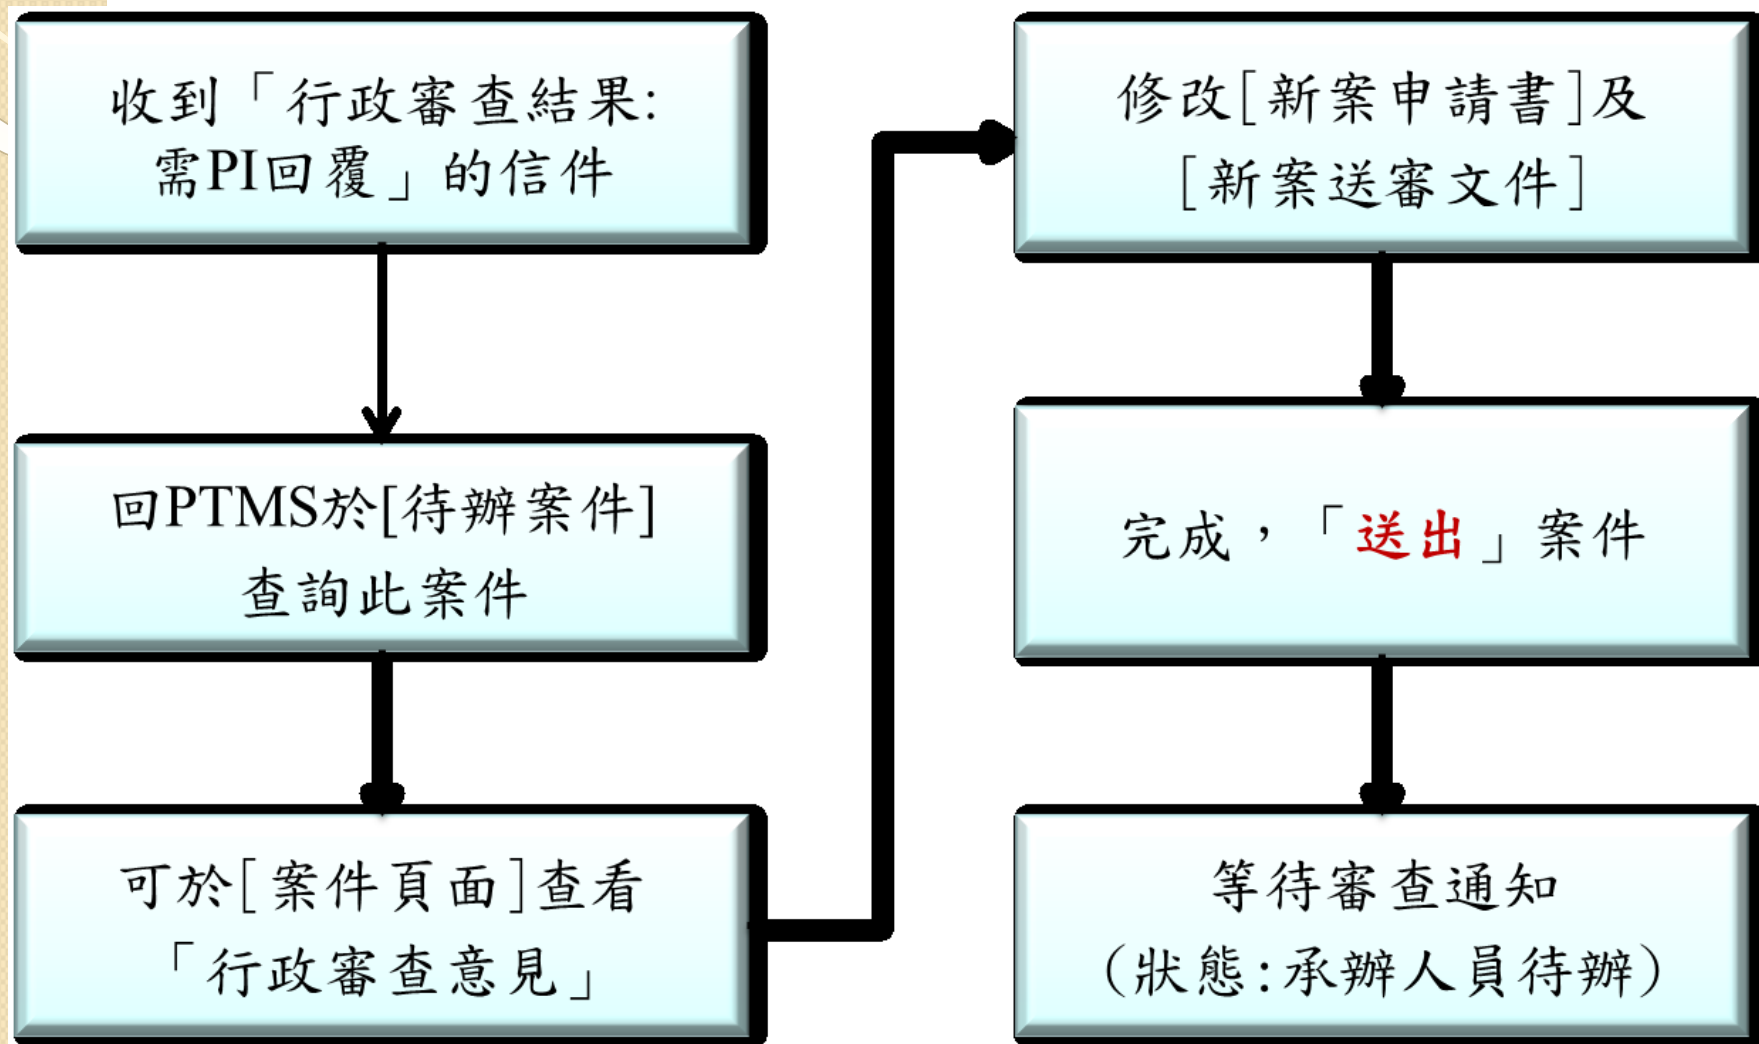 收到「行政審查結果:
需PI回覆」的信件
回PTMS於[待辦案件]
查詢此案件
可於[案件頁面]查看
「行政審查意見」
修改[新案申請書]及
[新案送審文件]
完成，「送出」案件
等待審查通知
(狀態:承辦人員待辦)